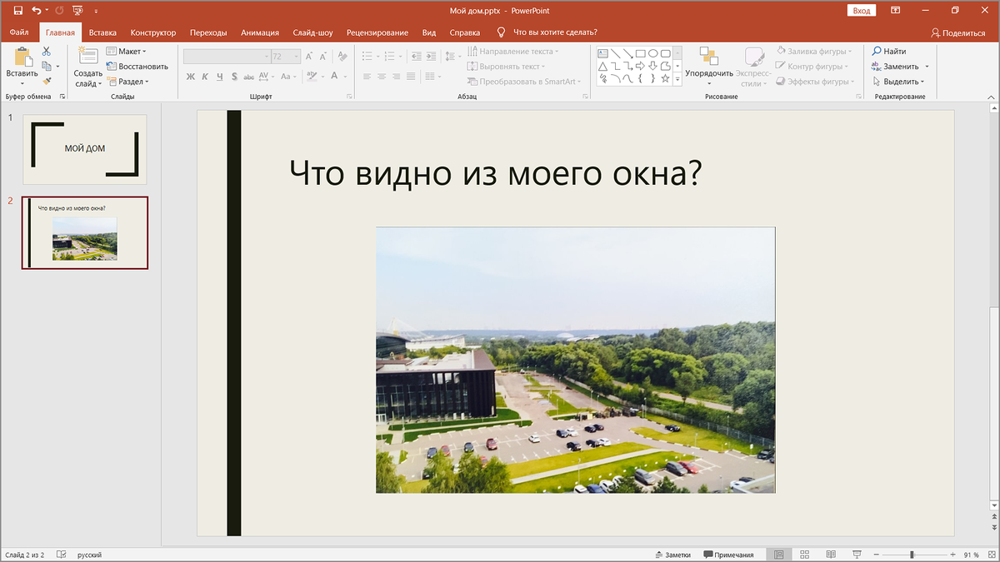 Мой дом.pptx - PowerPoint
Вход
Файл Главная Вставка Конструктор Переходы Анимация Слайд-шоу Рецензирование Вид Справка Что вы хотите сделать? Поделиться
Вставить
Создать слайд
Макет
Восстановить
Раздел
72
Ж К Ч S abc AV Aa A
Направление текста
Выровнять текст
Преобразовать в SmartArt
Упорядочить
Экспресс-стили
Заливка фигуры
Контур фигуры
Эффекты фигуры
Найти
Заменить
Выделить
Буфер обмена Слайды Шрифт Абзац Рисование Редактирование
1
МОЙ ДОМ
2
Что видно из моего окна?
Что видно из моего окна?
Слайд 2 из 2 русский Заметки Примечания 91 %